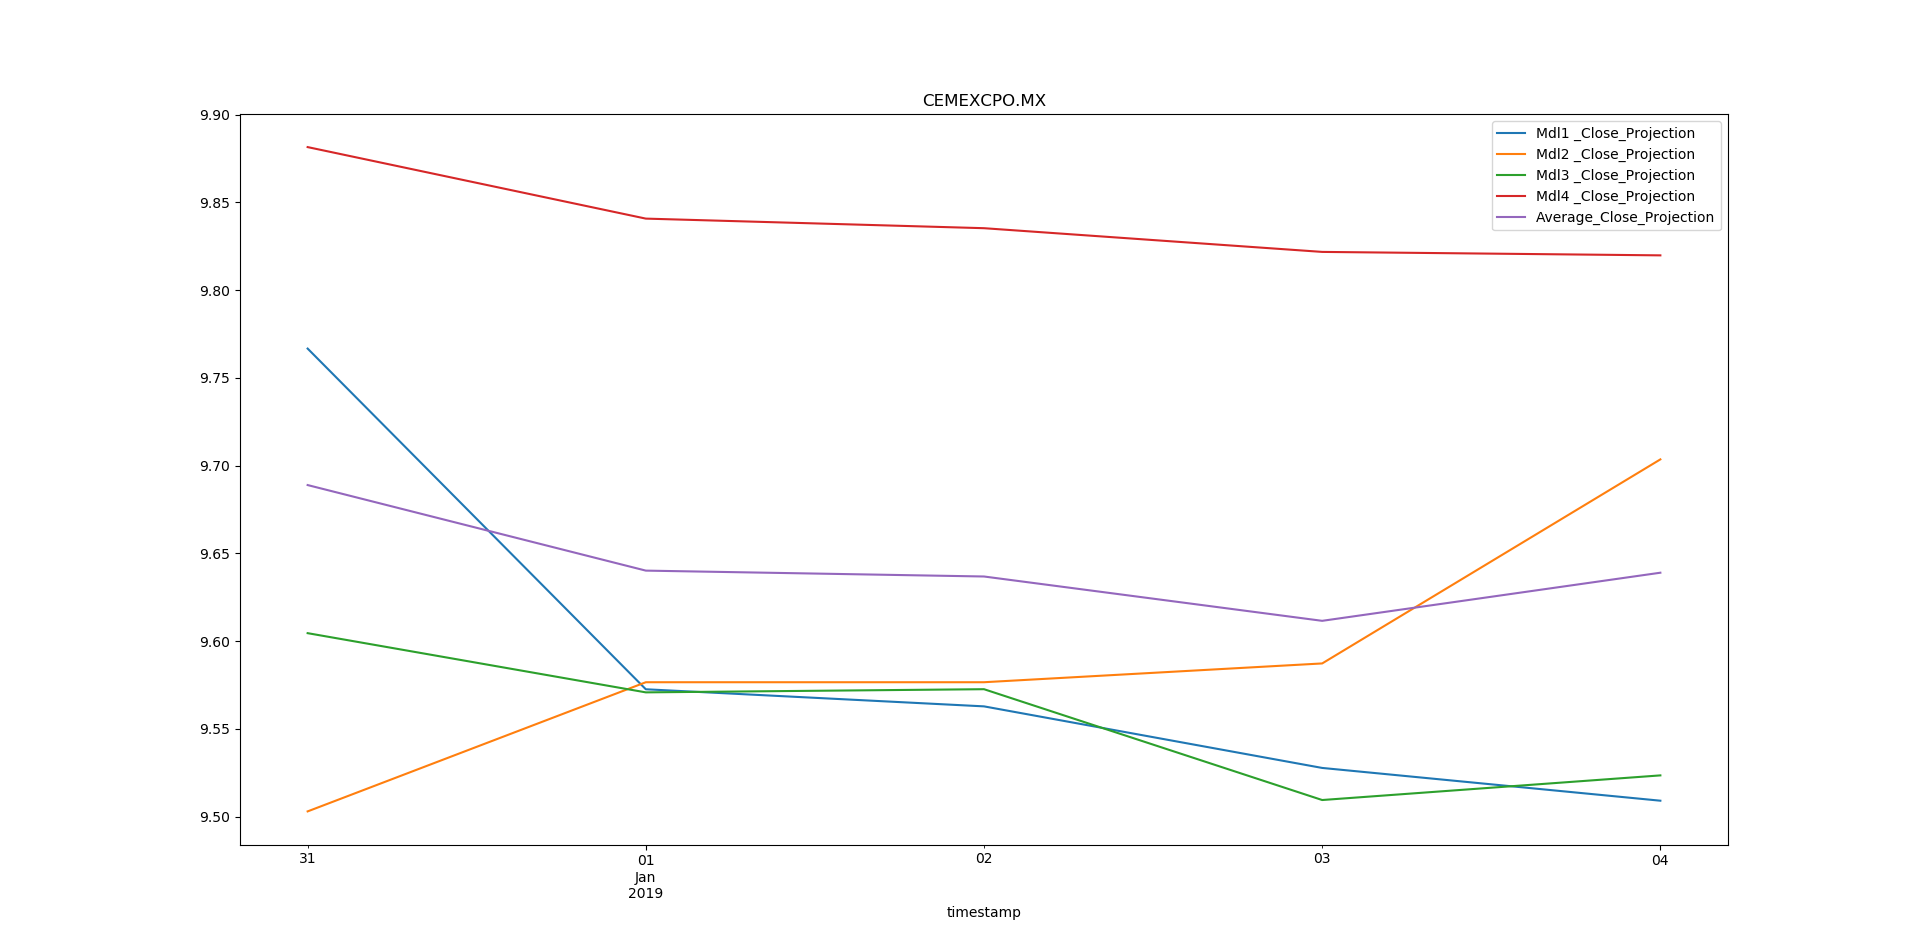 CEMEXCPO.MX
9.90
9.85
9.80
9.75
9.70
9.65
9.60
9.55
9.50
Mdl1 _Close_Projection
Mdl2 _Close_Projection
Mdl3 _Close_Projection
Mdl4 _Close_Projection
Average_Close_Projection
31 01 02 03 04
Jan
2019
timestamp